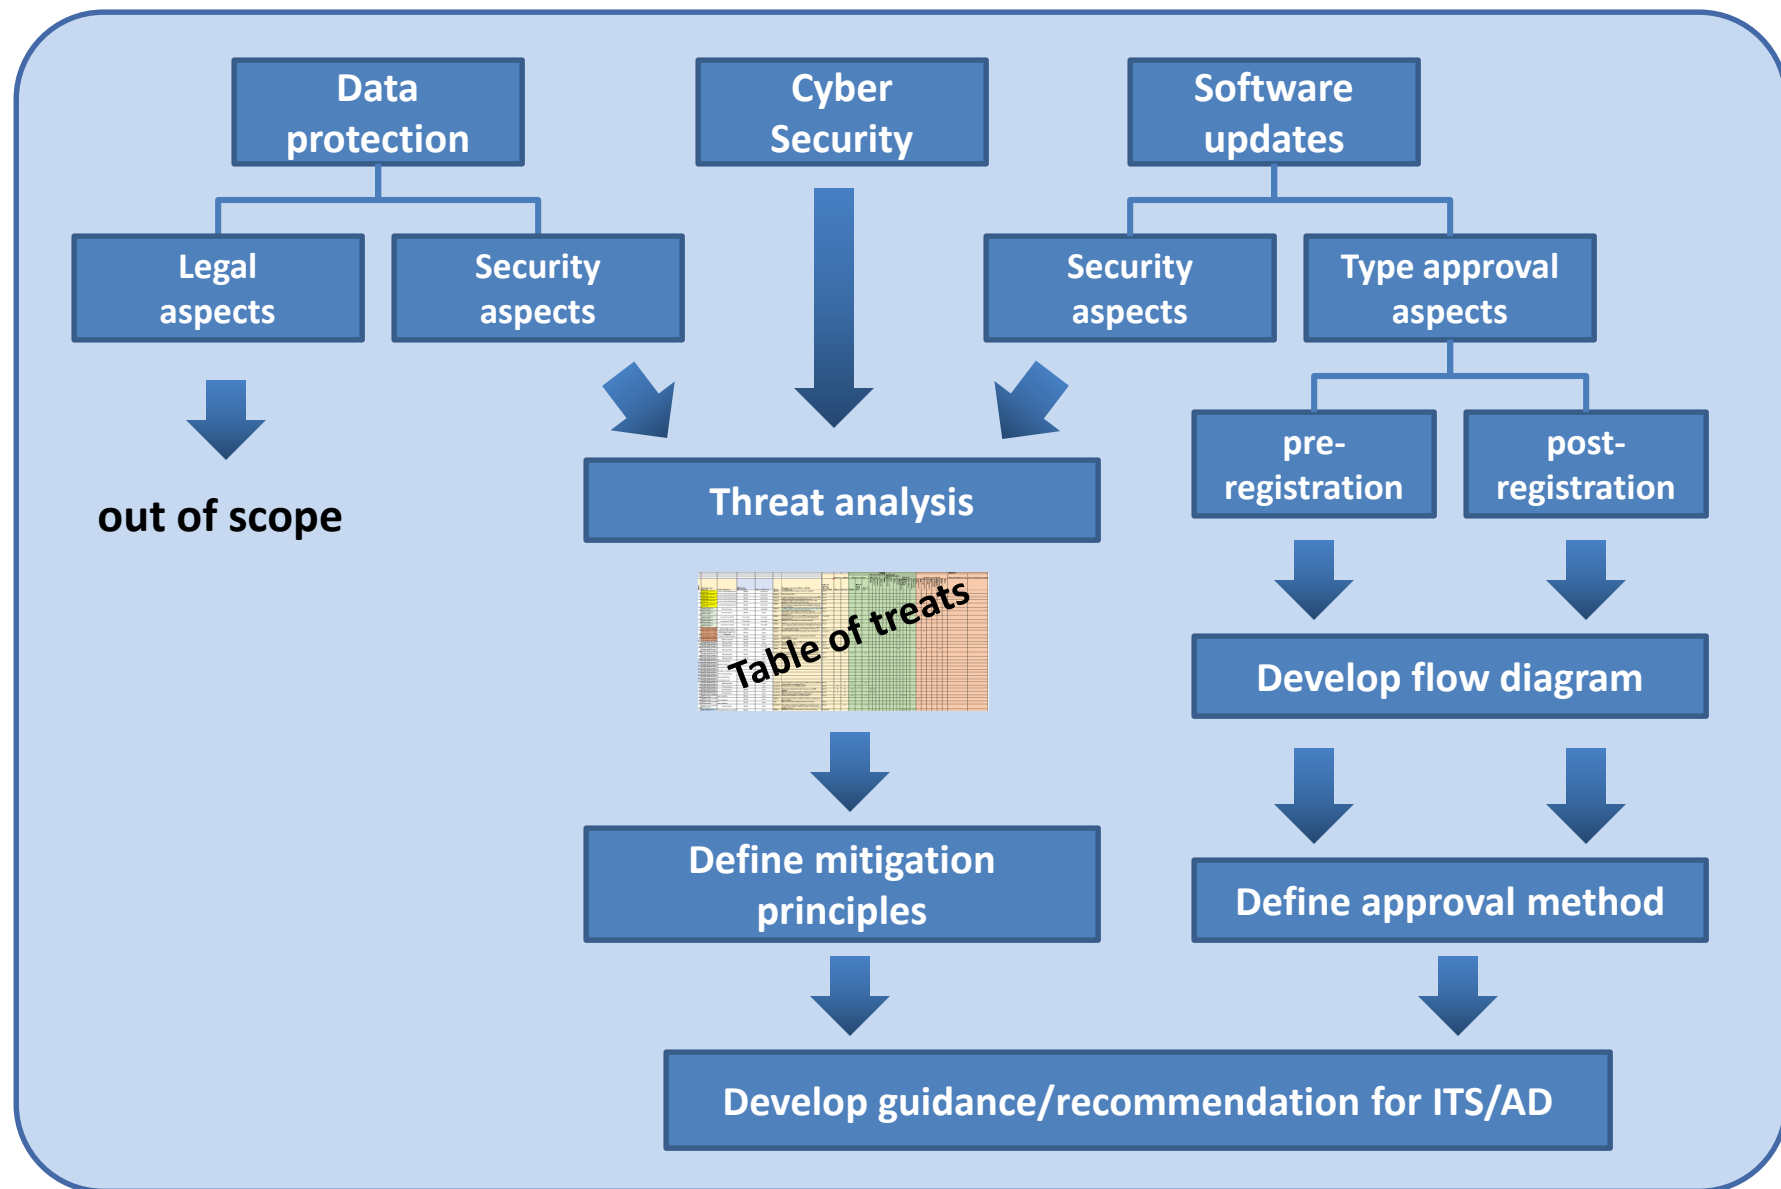 Data
protection
Cyber
Security
Software
updates
Legal
aspects
Security
aspects
Security
aspects
Type approval
aspects
pre-
registration
post-
registration
out of scope
Threat analysis
Table of treats
Develop flow diagram
Define mitigation
principles
Define approval method
Develop guidance/recommendation for ITS/AD